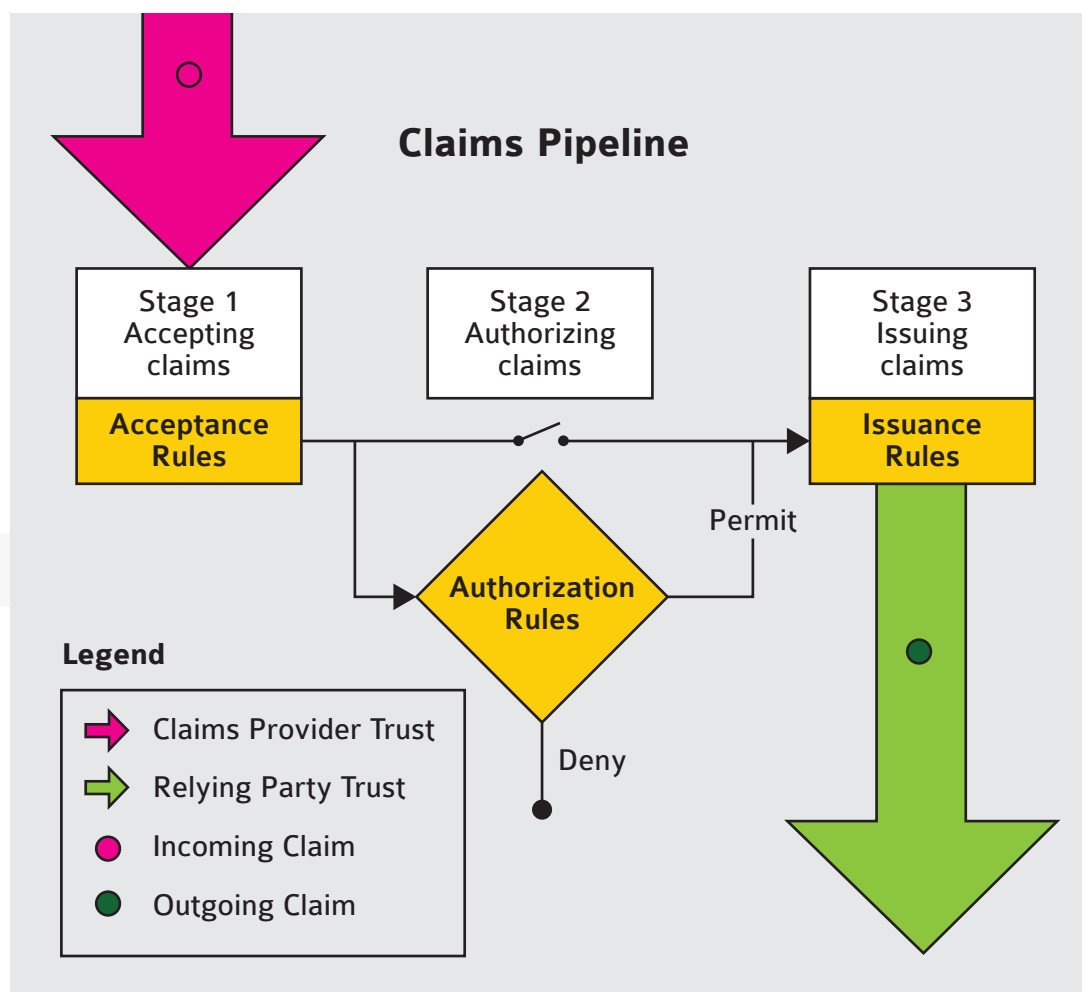 Claims Pipeline
Stage 1
Accepting
claims
Acceptance
Rules
Stage 2
Authorizing
claims
Stage 3
Issuing
claims
Issuance
Rules
Permit
Authorization
Rules
Deny
Legend
Claims Provider Trust
Relying Party Trust
Incoming Claim
Outgoing Claim